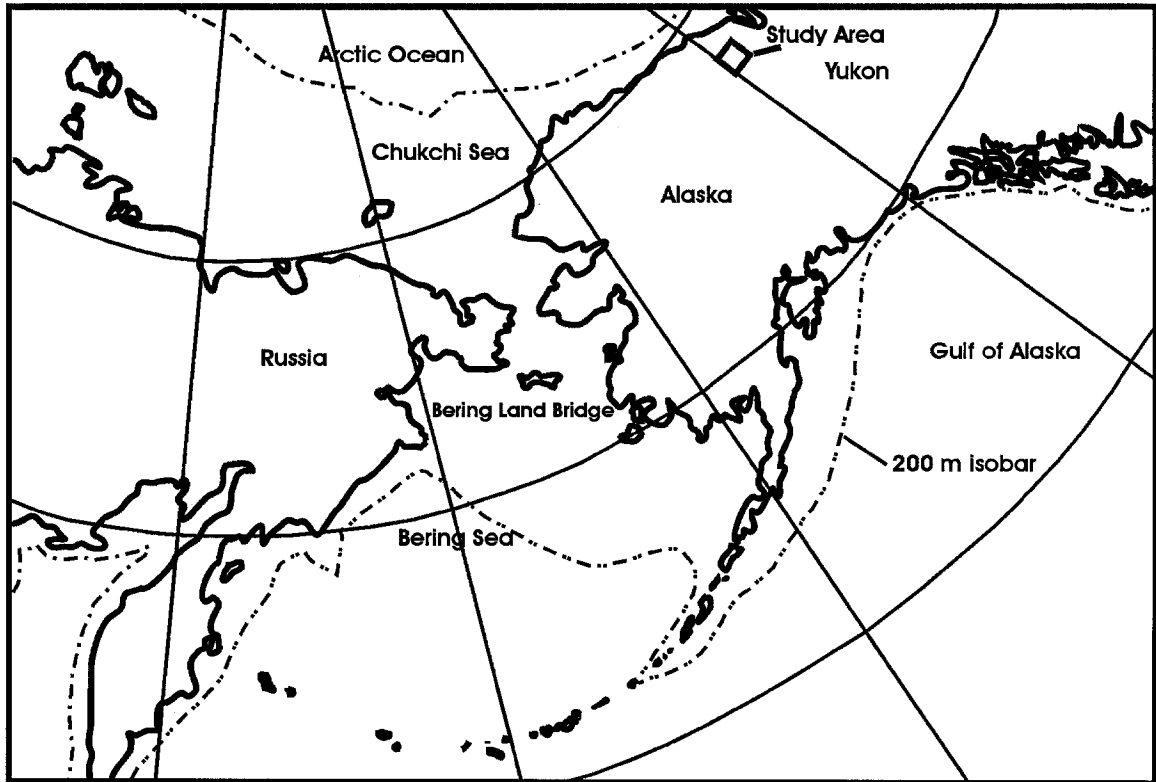 Arctic Ocean
Study Area
Yukon
Chukchi Sea
Alaska
Russia
Gulf of Alaska
Bering Land Bridge
200 m isobar
Bering Sea